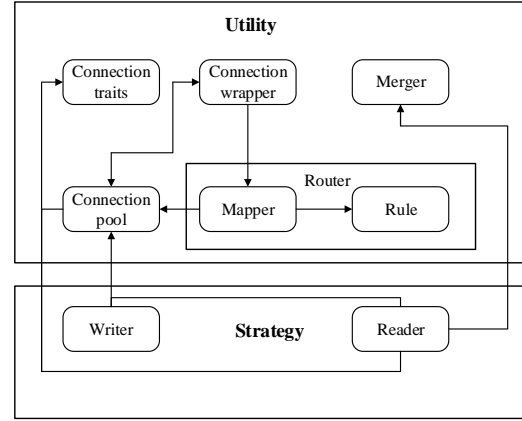 Utility
Connection
traits
Connection
wrapper
Merger
Router
Connection
pool
Mapper
Rule
Writer
Strategy
Reader